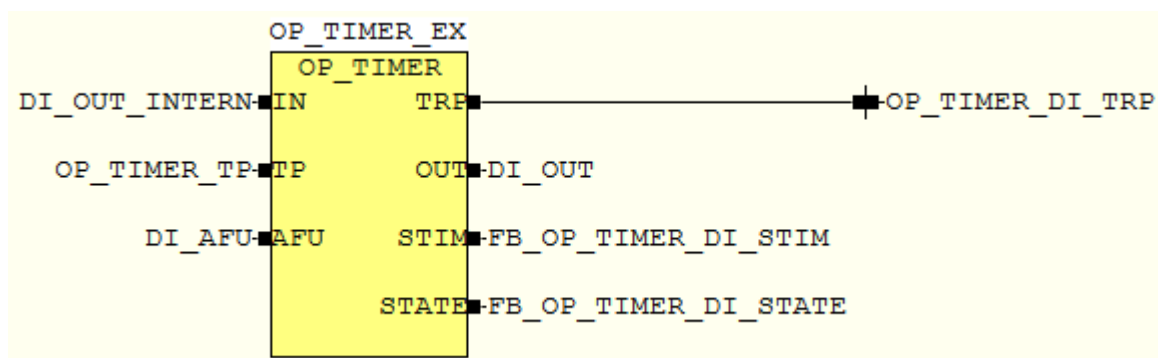 OP_TIMER_EX
OP_TIMER
DI_OUT_INTERN IN TRP OP_TIMER_DI_TRP
OP_TIMER_TP TP OUT DI_OUT
DI_AFU AFU STIM FB_OP_TIMER_DI_STIM
STATE FB_OP_TIMER_DI_STATE